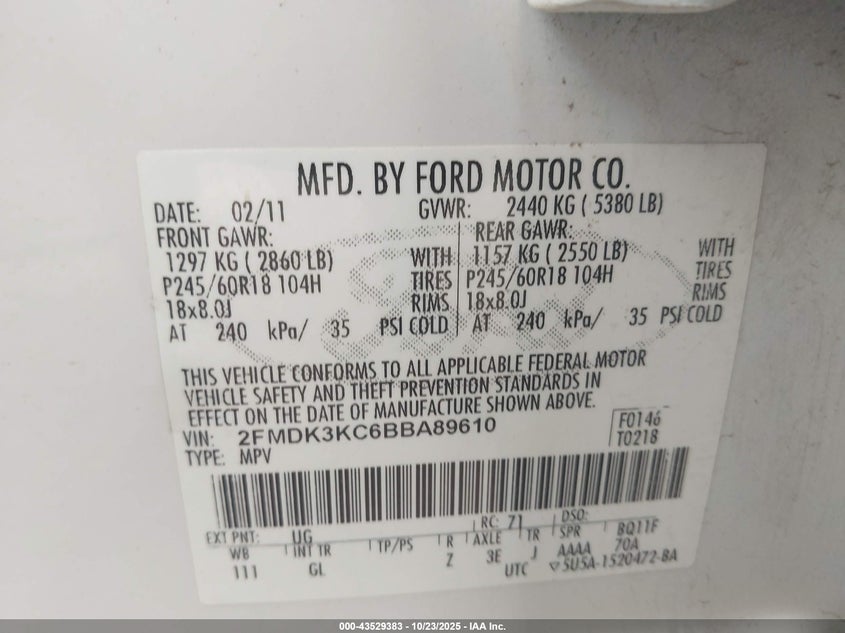 MFD. BY FORD MOTOR CO.
DATE: 02/11 GVWR: 2440 KG ( 5380 LB)
FRONT GAWR: REAR GAWR:
1297 KG ( 2860 LB) WITH 1157 KG ( 2550 LB) WITH
P245/60R18 104H TIRES P245/60R18 104H TIRES
18x8.0J RIMS 18x8.0J RIMS
AT 240 kPa/ 35 PSI COLD AT 240 kPa/ 35 PSI COLD
THIS VEHICLE CONFORMS TO ALL APPLICABLE FEDERAL MOTOR
VEHICLE SAFETY AND THEFT PREVENTION STANDARDS IN
EFFECT ON THE DATE OF MANUFACTURE SHOWN ABOVE.
VIN: 2FMDK3KC6BBA89610 F0146
TYPE: MPV T0218
EXT PNT: UG RC: 71 DSO: BQ11F
WB INT TR TP/PS R AXLE TR SPR 70A
111 GL Z 3E J AAAA
UTC ▽5U5A-1520472-BA
000-43529383 - 10/23/2025 - IAA Inc.